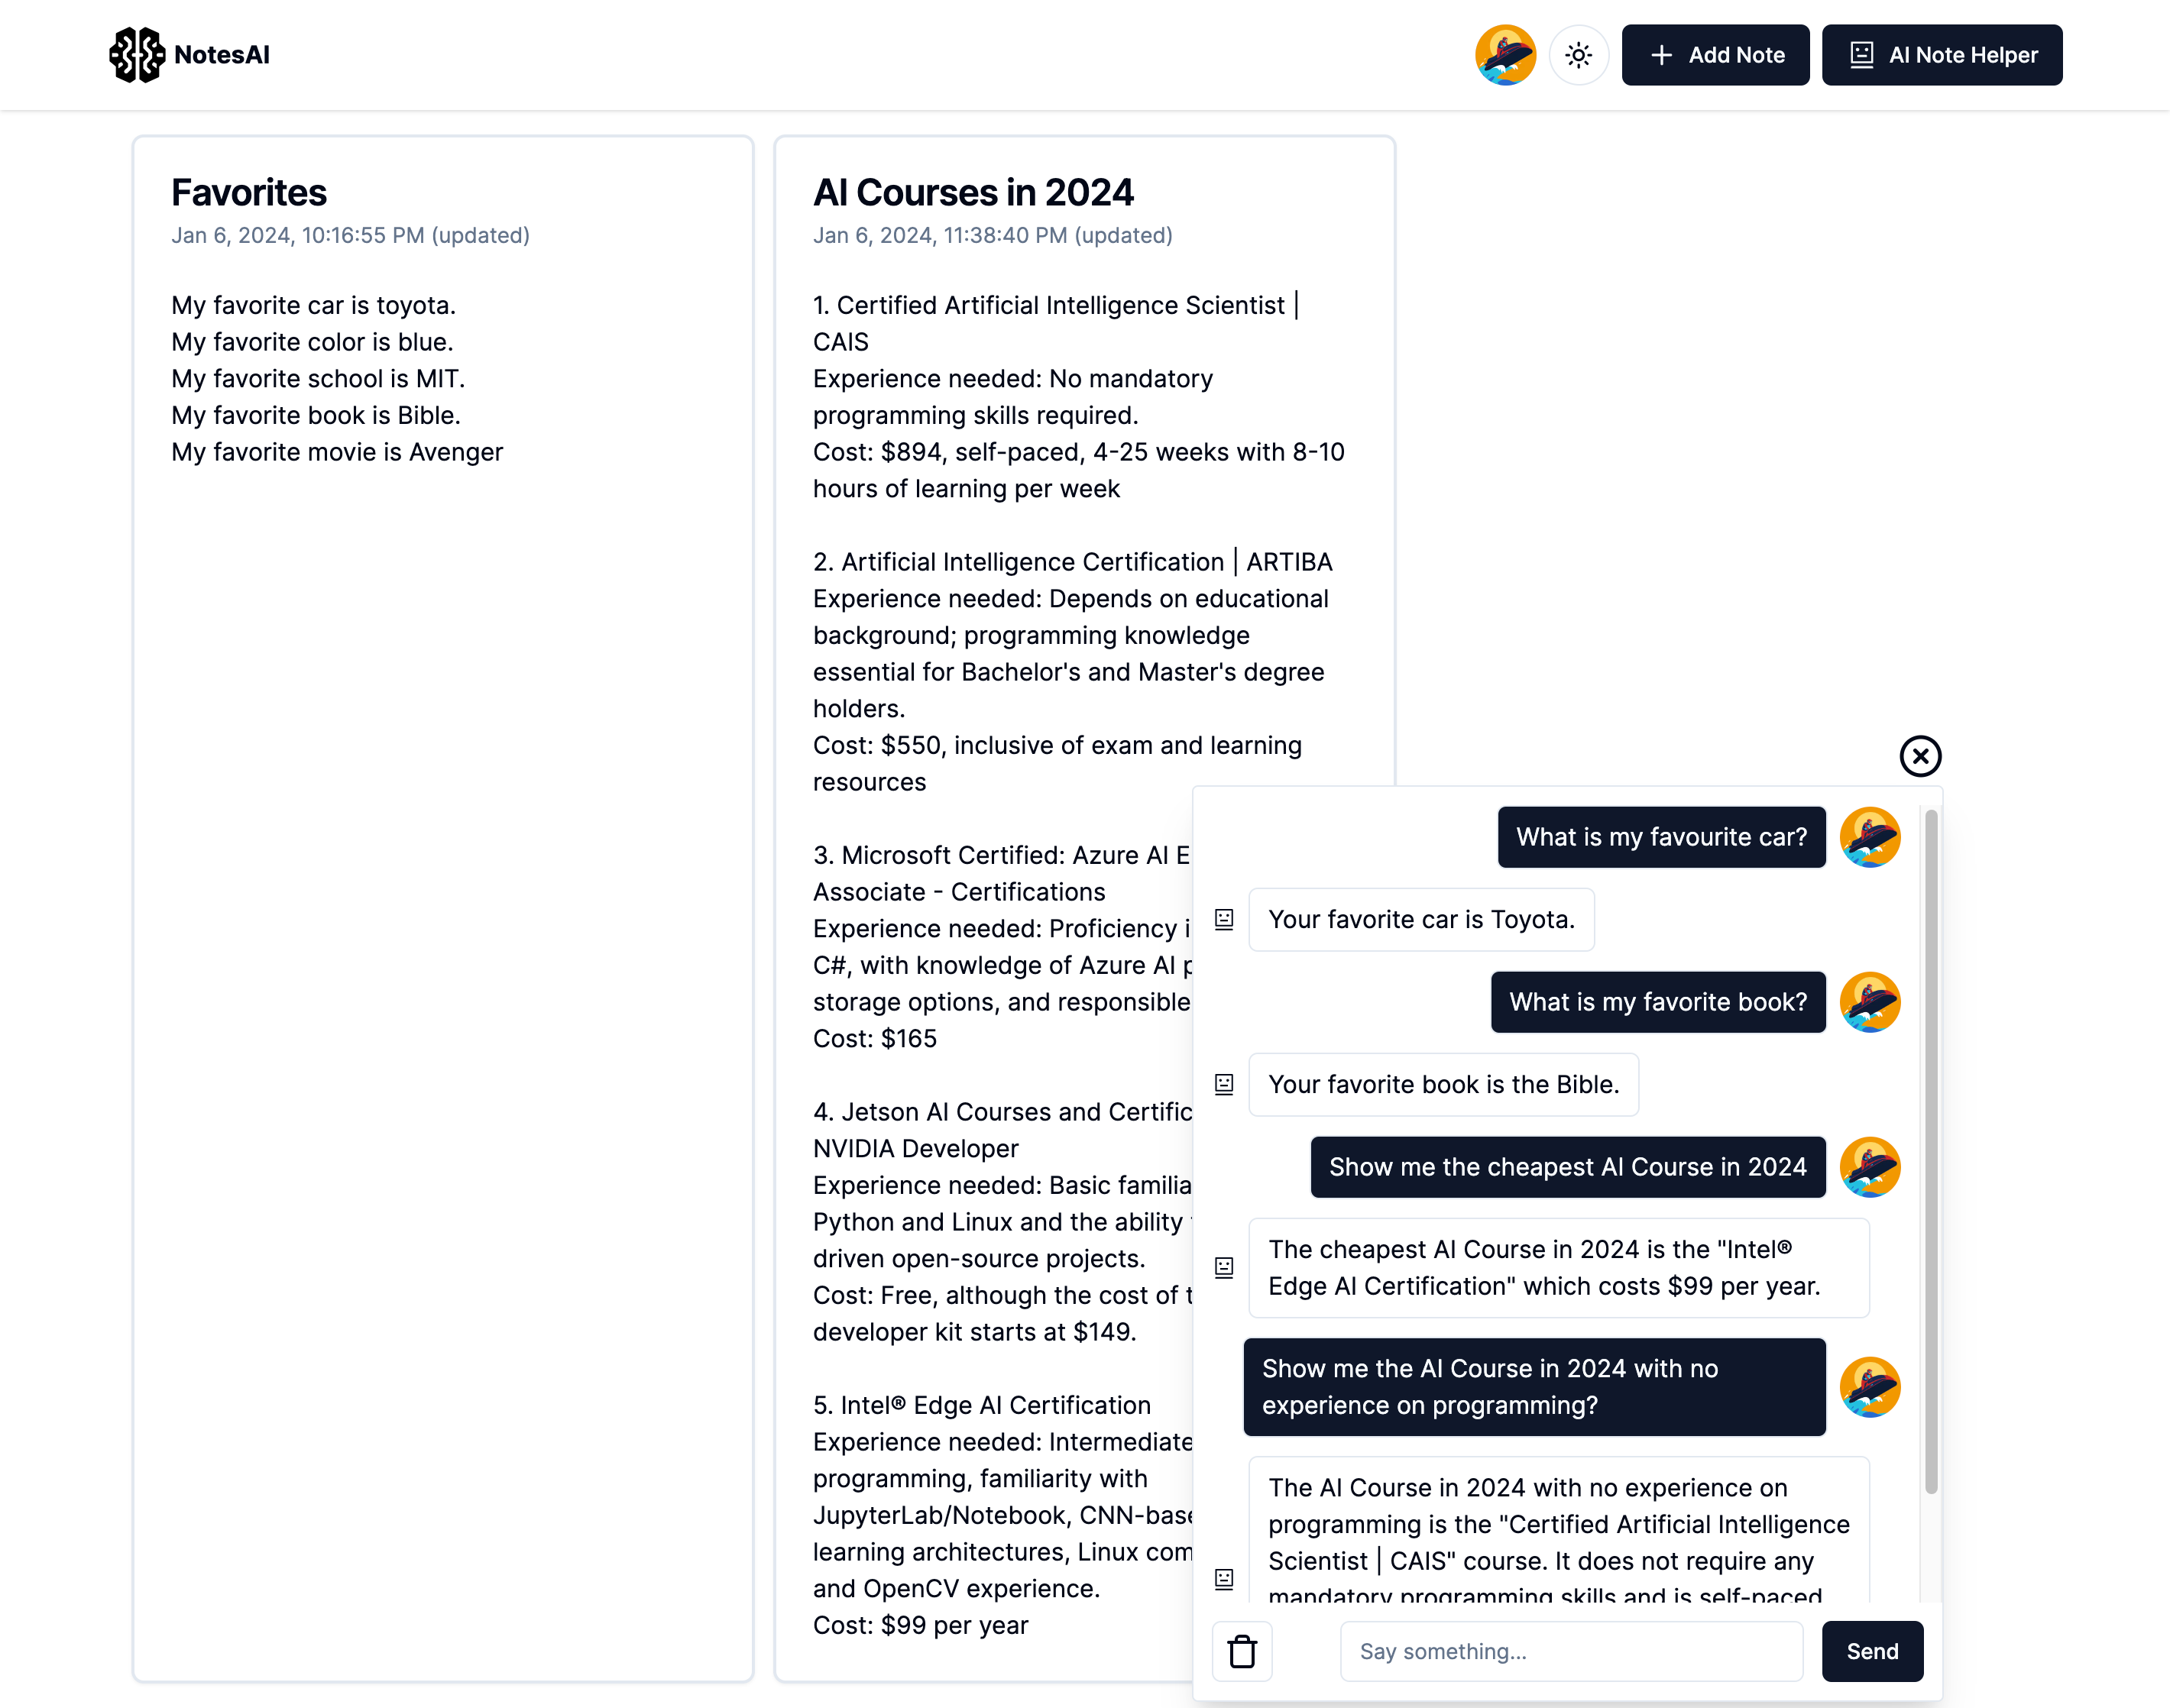 NotesAI
Add Note
AI Note Helper
Favorites
Jan 6, 2024, 10:16:55 PM (updated)
My favorite car is toyota.
My favorite color is blue.
My favorite school is MIT.
My favorite book is Bible.
My favorite movie is Avenger
AI Courses in 2024
Jan 6, 2024, 11:38:40 PM (updated)
1. Certified Artificial Intelligence Scientist |
CAIS
Experience needed: No mandatory
programming skills required.
Cost: $894, self-paced, 4-25 weeks with 8-10
hours of learning per week
2. Artificial Intelligence Certification | ARTIBA
Experience needed: Depends on educational
background; programming knowledge
essential for Bachelor's and Master's degree
holders.
Cost: $550, inclusive of exam and learning
resources
3. Microsoft Certified: Azure AI E
Associate - Certifications
Experience needed: Proficiency i
C#, with knowledge of Azure AI p
storage options, and responsible
Cost: $165
4. Jetson AI Courses and Certific
NVIDIA Developer
Experience needed: Basic familia
Python and Linux and the ability
driven open-source projects.
Cost: Free, although the cost of t
developer kit starts at $149.
5. Intel® Edge AI Certification
Experience needed: Intermediate
programming, familiarity with
JupyterLab/Notebook, CNN-base
learning architectures, Linux com
and OpenCV experience.
Cost: $99 per year
What is my favourite car?
Your favorite car is Toyota.
What is my favorite book?
Your favorite book is the Bible.
Show me the cheapest AI Course in 2024
The cheapest AI Course in 2024 is the "Intel®
Edge AI Certification" which costs $99 per year.
Show me the AI Course in 2024 with no
experience on programming?
The AI Course in 2024 with no experience on
programming is the "Certified Artificial Intelligence
Scientist | CAIS" course. It does not require any
mandatory programming skills and is self-paced
Say something...
Send